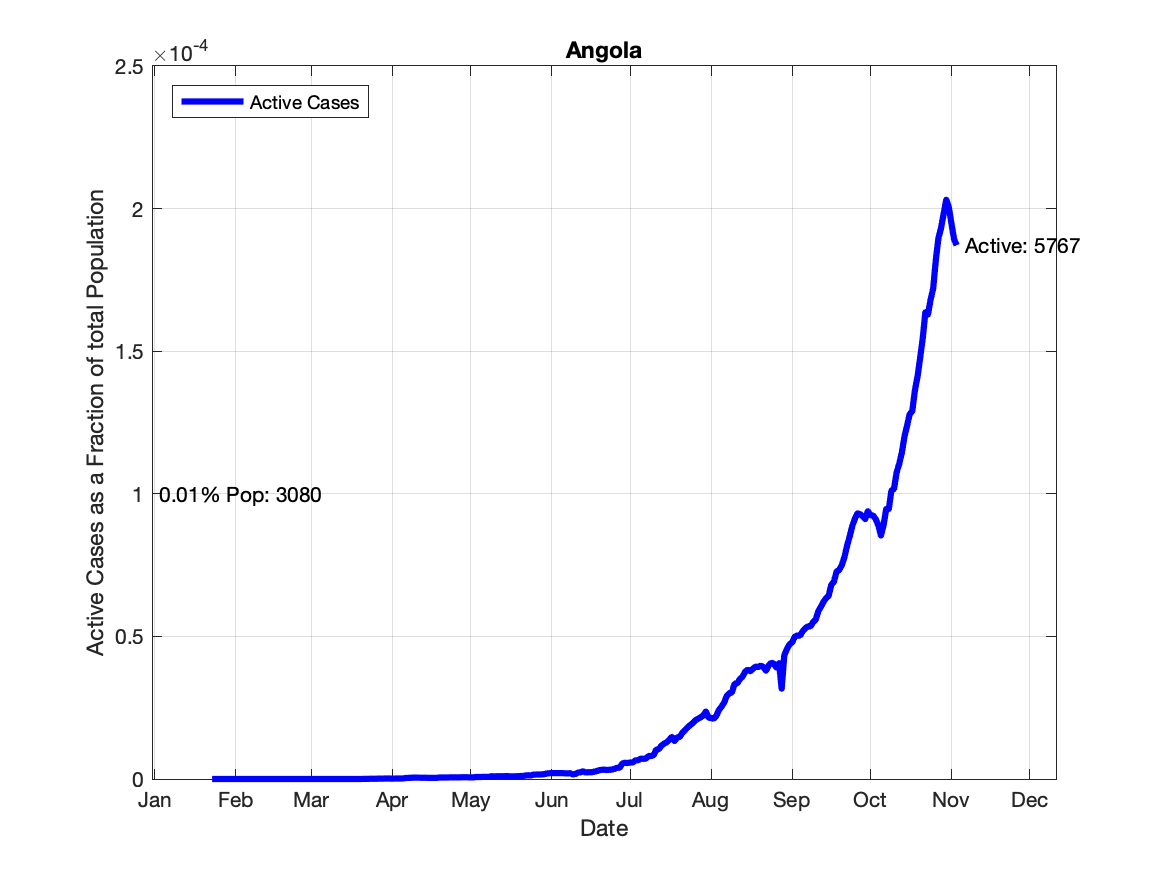 Angola
×10-4
2.5
2
1.5
1
0.5
0
Active Cases
Active: 5767
0.01% Pop: 3080
Active Cases as a Fraction of total Population
Jan Feb Mar Apr May Jun Jul Aug Sep Oct Nov Dec
Date